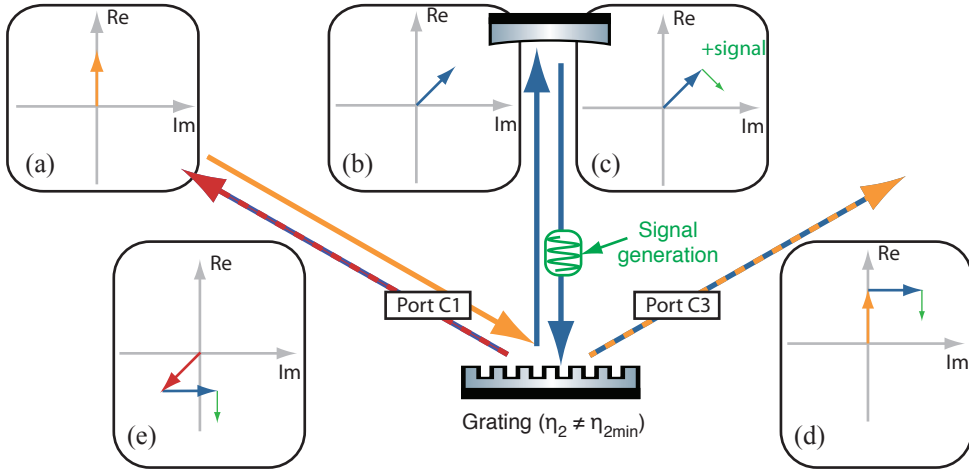 Re
Im
(a)
Re
Im
(b)
Re
+signal
Im
(c)
Signal
generation
Port C1
Port C3
Re
Im
(e)
Re
Im
(d)
Grating (η₂ ≠ η₂min)